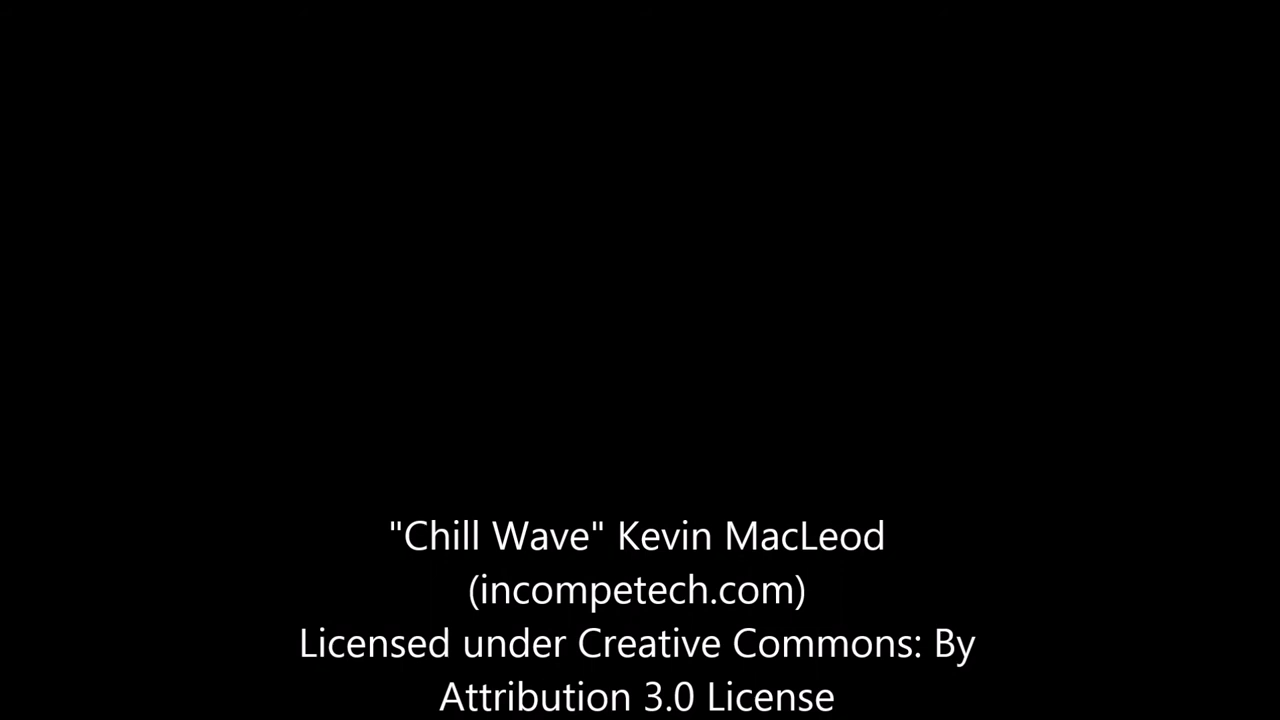 "Chill Wave" Kevin MacLeod
(incompetech.com)
Licensed under Creative Commons: By
Attribution 3.0 License